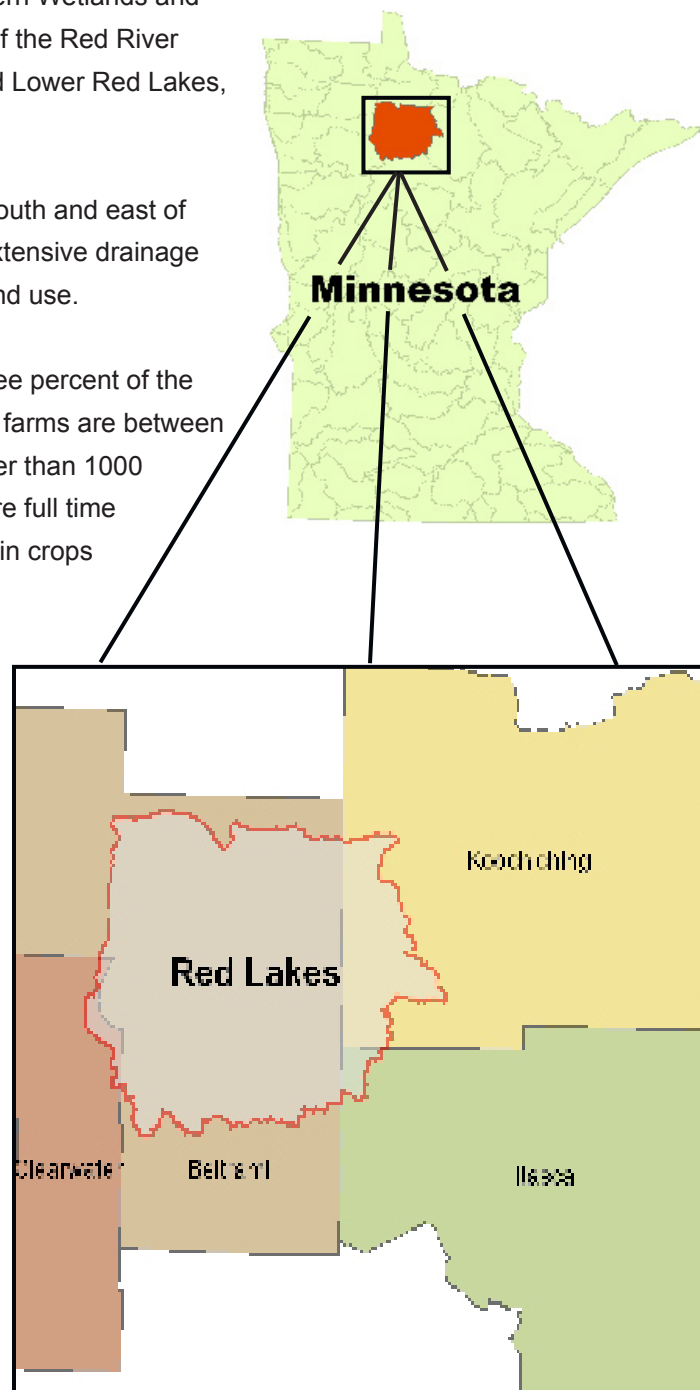 ern Wetlands and
f the Red River
d Lower Red Lakes,
outh and east of
xtensive drainage
nd use.
ee percent of the
farms are between
er than 1000
re full time
in crops
Minnesota
Koochiching
Red Lakes
Clearwater
Beltrami
Itasca